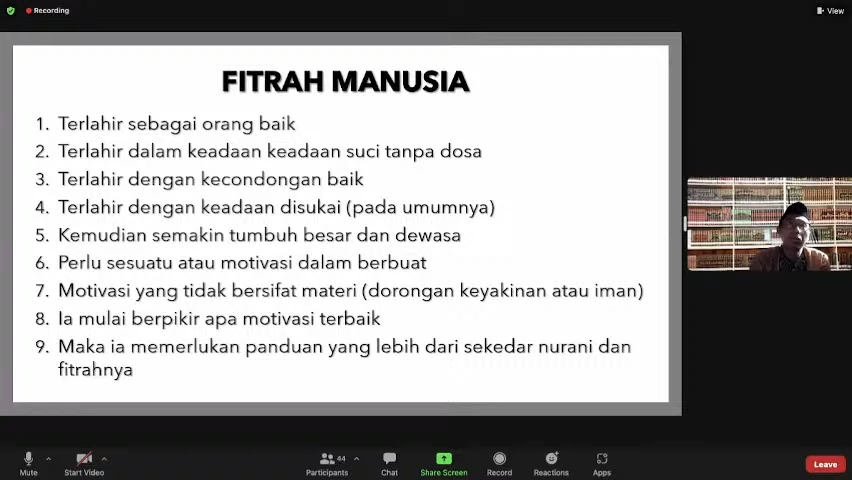 Recording
View
FITRAH MANUSIA
1. Terlahir sebagai orang baik
2. Terlahir dalam keadaan keadaan suci tanpa dosa
3. Terlahir dengan kecondongan baik
4. Terlahir dengan keadaan disukai (pada umumnya)
5. Kemudian semakin tumbuh besar dan dewasa
6. Perlu sesuatu atau motivasi dalam berbuat
7. Motivasi yang tidak bersifat materi (dorongan keyakinan atau iman)
8. Ia mulai berpikir apa motivasi terbaik
9. Maka ia memerlukan panduan yang lebih dari sekedar nurani dan
fitrahnya
44
Mute
Start Video
Participants
Chat
Share Screen
Record
Reactions
Apps
Leave